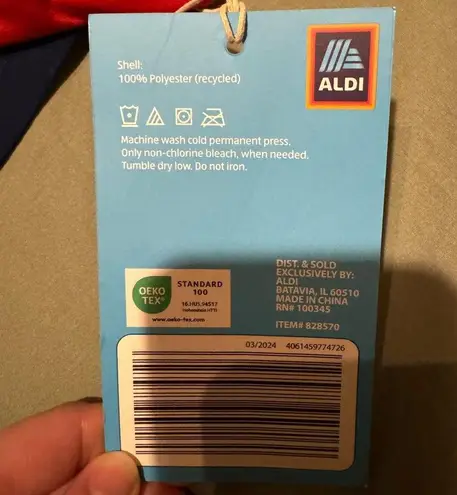 Shell:
100% Polyester (recycled)
ALDI
Machine wash cold permanent press.
Only non-chlorine bleach, when needed.
Tumble dry low. Do not iron.
OEKO
TEX®
STANDARD
100
www.oeko-tex.com
DIST. & SOLD
EXCLUSIVELY BY:
ALDI
BATAVIA, IL 60510
MADE IN CHINA
RN# 100345
ITEM# 828570
03/2024 4061459774726